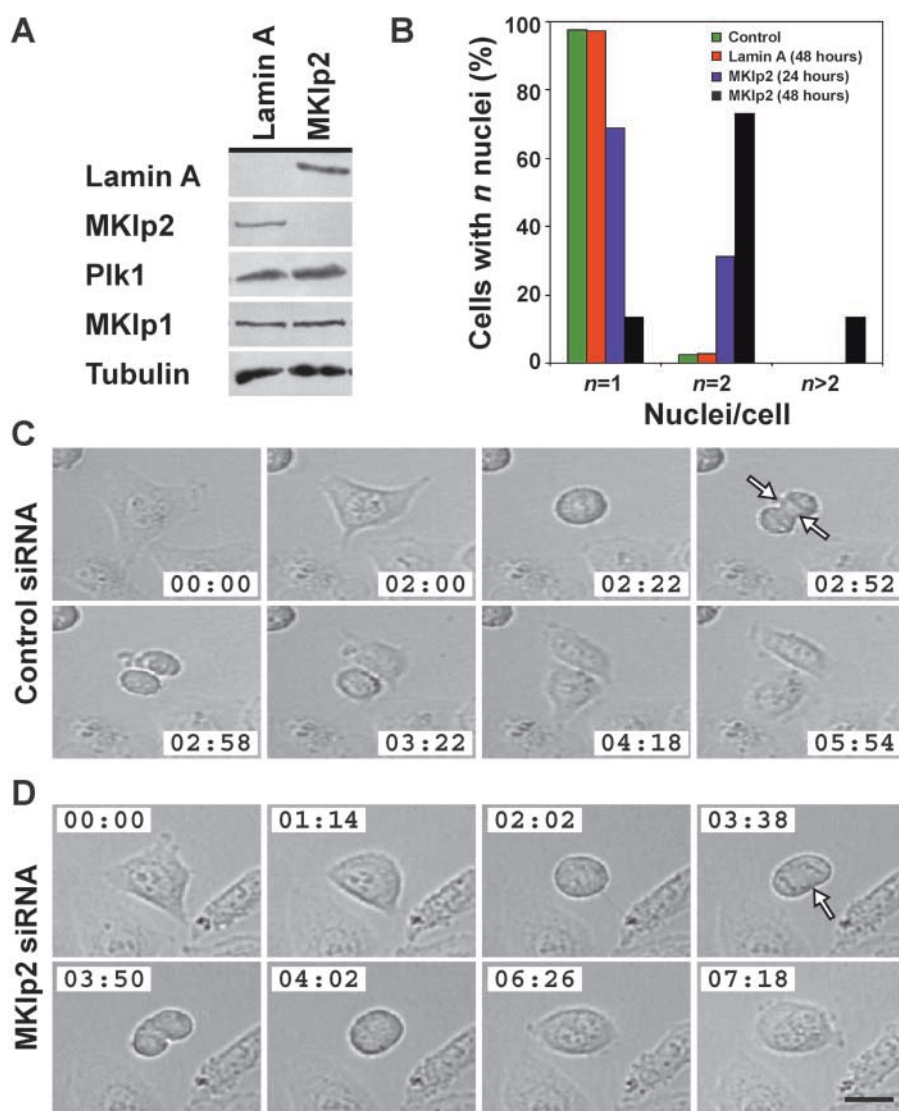 A
Lamin A
MKlp2
Lamin A
MKlp2
Plk1
MKlp1
Tubulin
B
Cells with n nuclei (%)
100
80
60
40
20
0
Control
Lamin A (48 hours)
MKlp2 (24 hours)
MKlp2 (48 hours)
n=1
n=2
n>2
Nuclei/cell
C
Control siRNA
00:00
02:00
02:22
02:52
02:58
03:22
04:18
05:54
D
MKlp2 siRNA
00:00
01:14
02:02
03:38
03:50
04:02
06:26
07:18